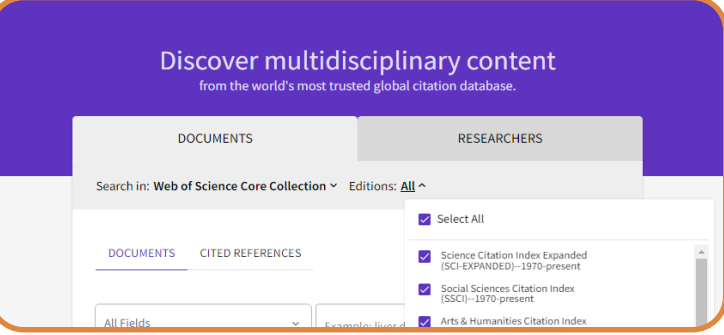 Discover multidisciplinary content
from the world's most trusted global citation database.
DOCUMENTS
RESEARCHERS
Search in: Web of Science Core Collection Editions: All
Select All
DOCUMENTS CITED REFERENCES
Science Citation Index Expanded
(SCI-EXPANDED)--1970-present
Social Sciences Citation Index
(SSCI)--1970-present
Arts & Humanities Citation Index
All Fields
Example: liver d